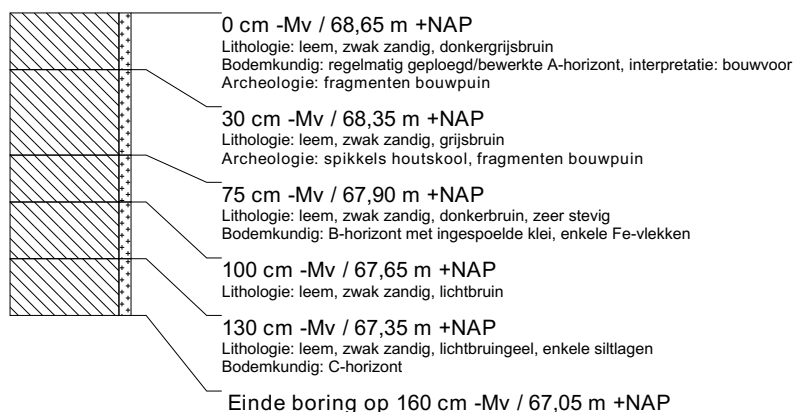 0 cm -Mv / 68,65 m +NAP
Lithologie: leem, zwak zandig, donkergrijsbruin
Bodemkundig: regelmatig geploegd/bewerkte A-horizont, interpretatie: bouwvoor
Archeologie: fragmenten bouwpuin
30 cm -Mv / 68,35 m +NAP
Lithologie: leem, zwak zandig, grijsbruin
Archeologie: spikkels houtskool, fragmenten bouwpuin
75 cm -Mv / 67,90 m +NAP
Lithologie: leem, zwak zandig, donkerbruin, zeer stevig
Bodemkundig: B-horizont met ingespoelde klei, enkele Fe-vlekken
100 cm -Mv / 67,65 m +NAP
Lithologie: leem, zwak zandig, lichtbruin
130 cm -Mv / 67,35 m +NAP
Lithologie: leem, zwak zandig, lichtbruingeel, enkele siltlagen
Bodemkundig: C-horizont
Einde boring op 160 cm -Mv / 67,05 m +NAP